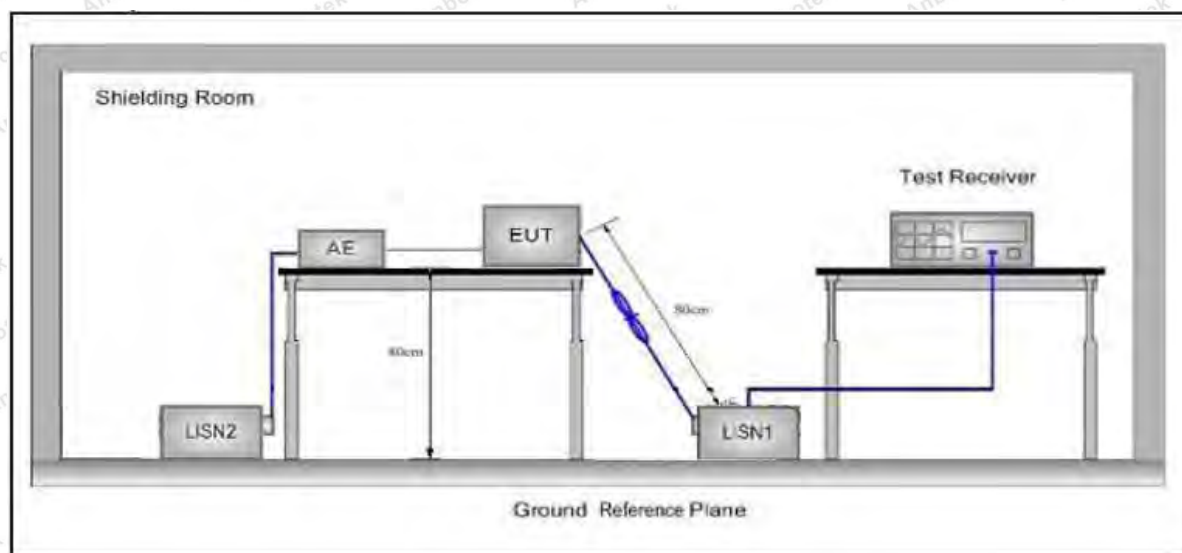 Shielding Room
Test Receiver
AE
EUT
80cm
80cm
LISN2
LISN1
Ground Reference Plane